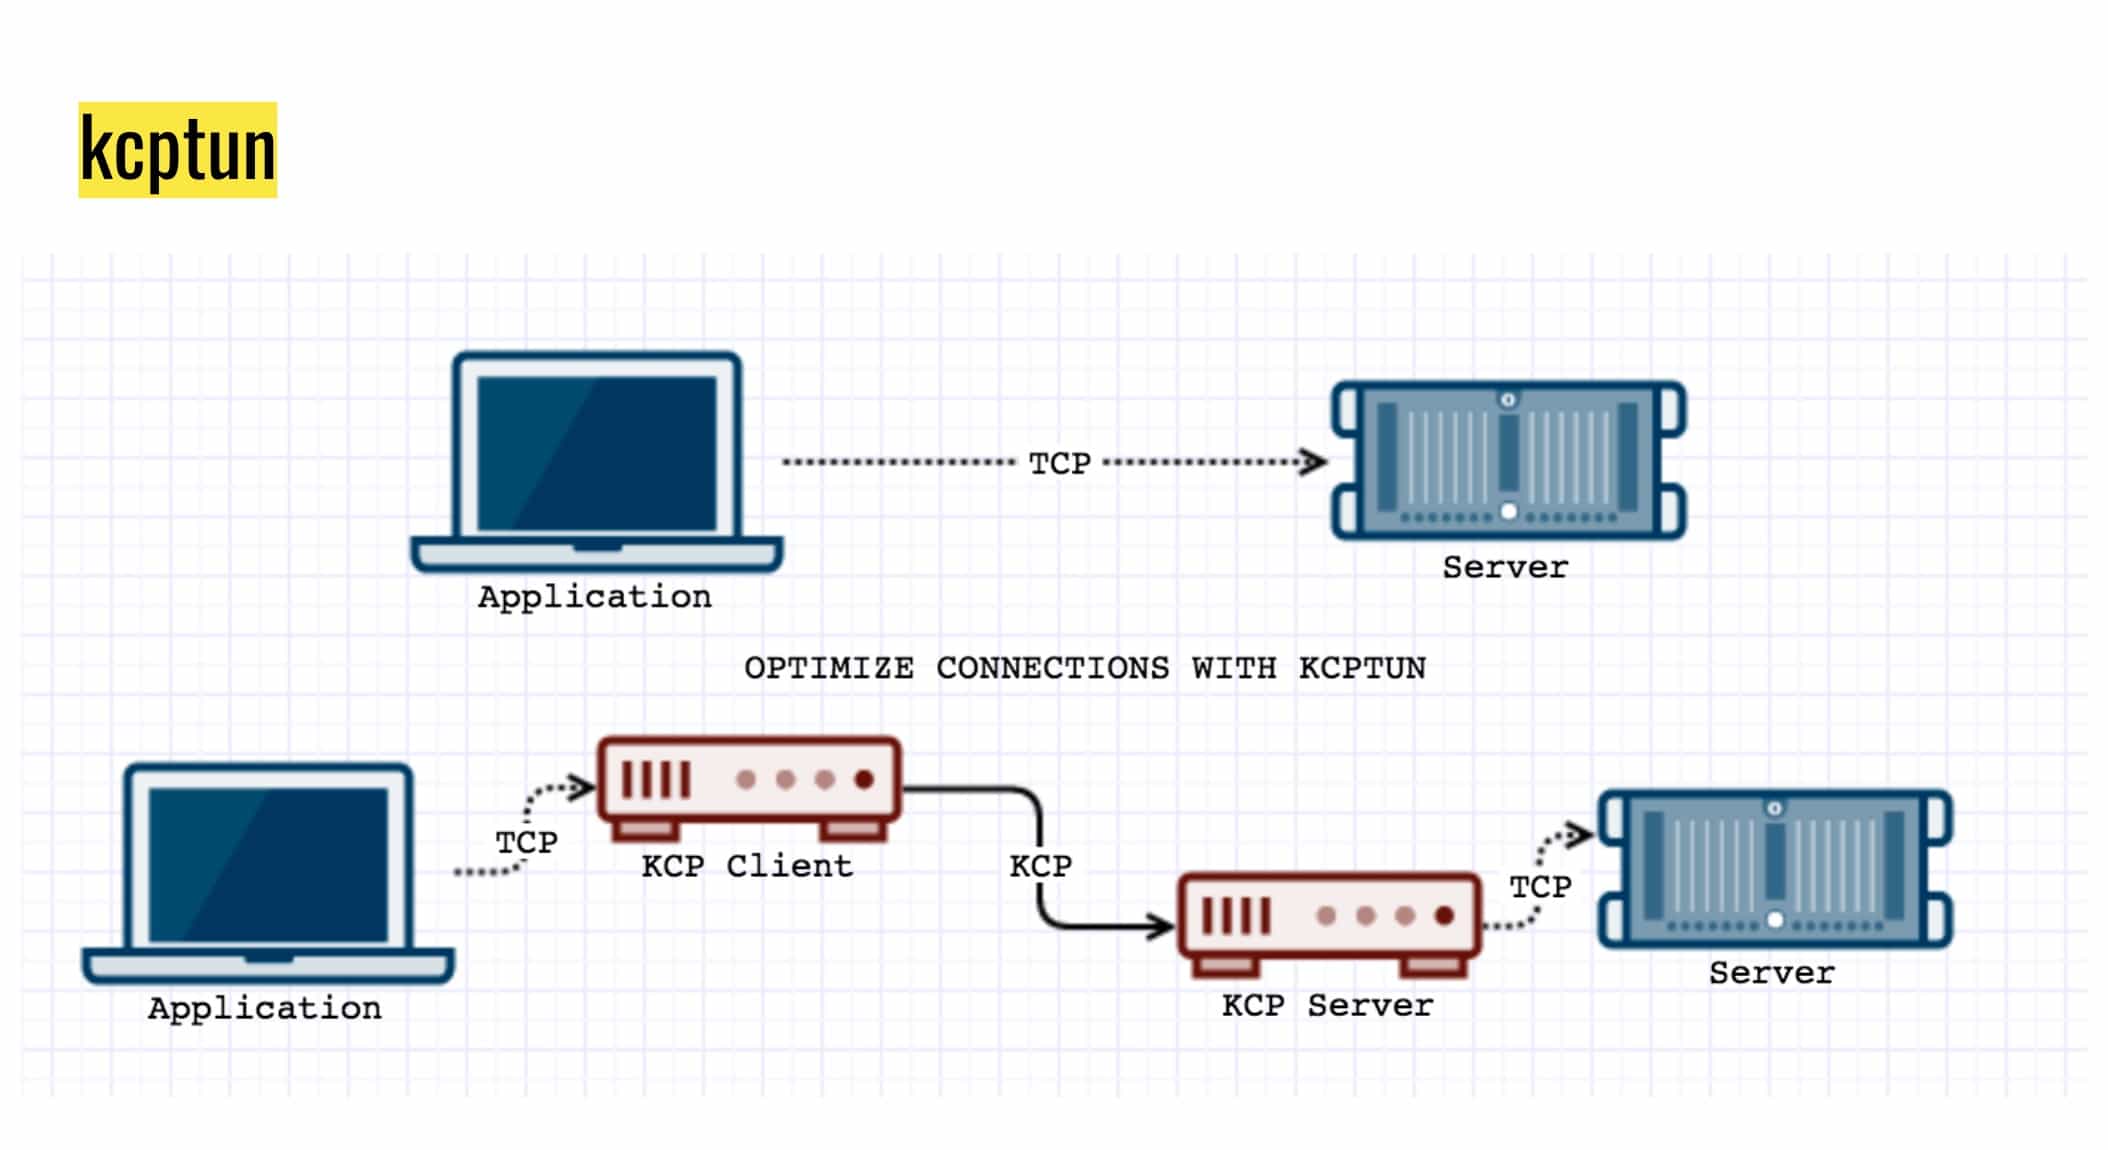 kcptun
TCP
Server
Application
OPTIMIZE CONNECTIONS WITH KCPTUN
TCP
KCP Client
KCP
TCP
Server
KCP Server
Application